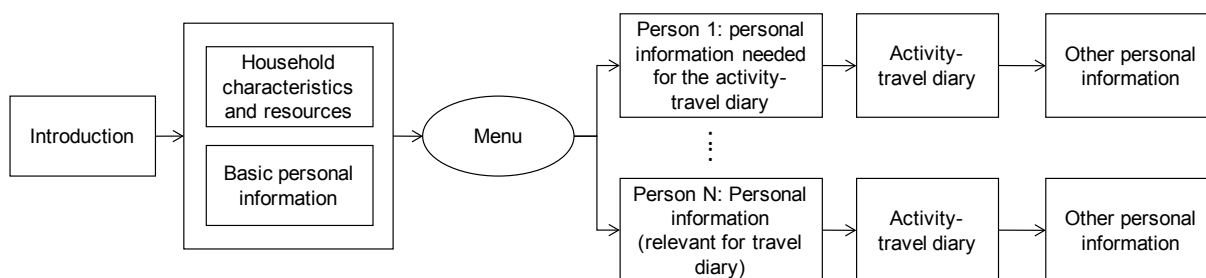 Introduction
Household
characteristics
and resources
Basic personal
information
Menu
Person 1: personal
information needed
for the activity-
travel diary
Activity-
travel diary
Other personal
information
Person N: Personal
information
(relevant for travel
diary)
Activity-
travel diary
Other personal
information